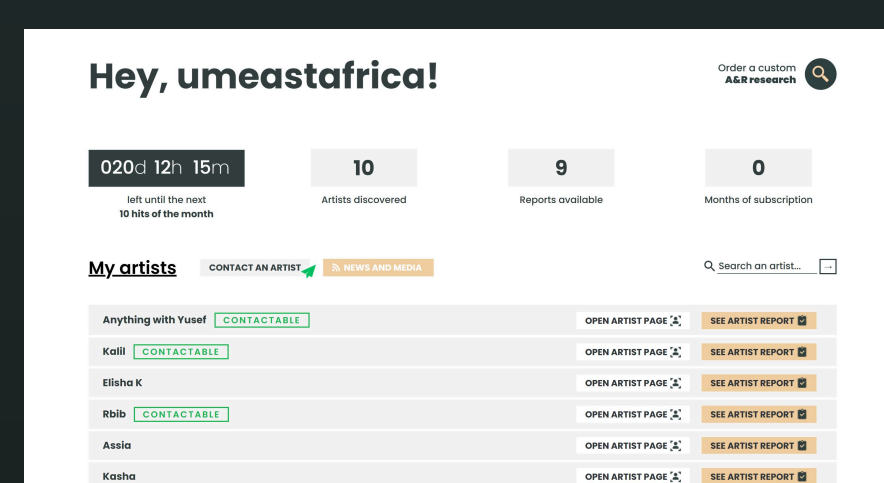 Hey, umeastafrica!
Order a custom
A&R research
020d 12h 15m
left until the next
10 hits of the month
10
Artists discovered
9
Reports available
0
Months of subscription
My artists
CONTACT AN ARTIST
NEWS AND MEDIA
Search an artist...
Anything with Yusef CONTACTABLE OPEN ARTIST PAGE SEE ARTIST REPORT
Kalil CONTACTABLE OPEN ARTIST PAGE SEE ARTIST REPORT
Elisha K OPEN ARTIST PAGE SEE ARTIST REPORT
Rbib CONTACTABLE OPEN ARTIST PAGE SEE ARTIST REPORT
Assia OPEN ARTIST PAGE SEE ARTIST REPORT
Kasha OPEN ARTIST PAGE SEE ARTIST REPORT